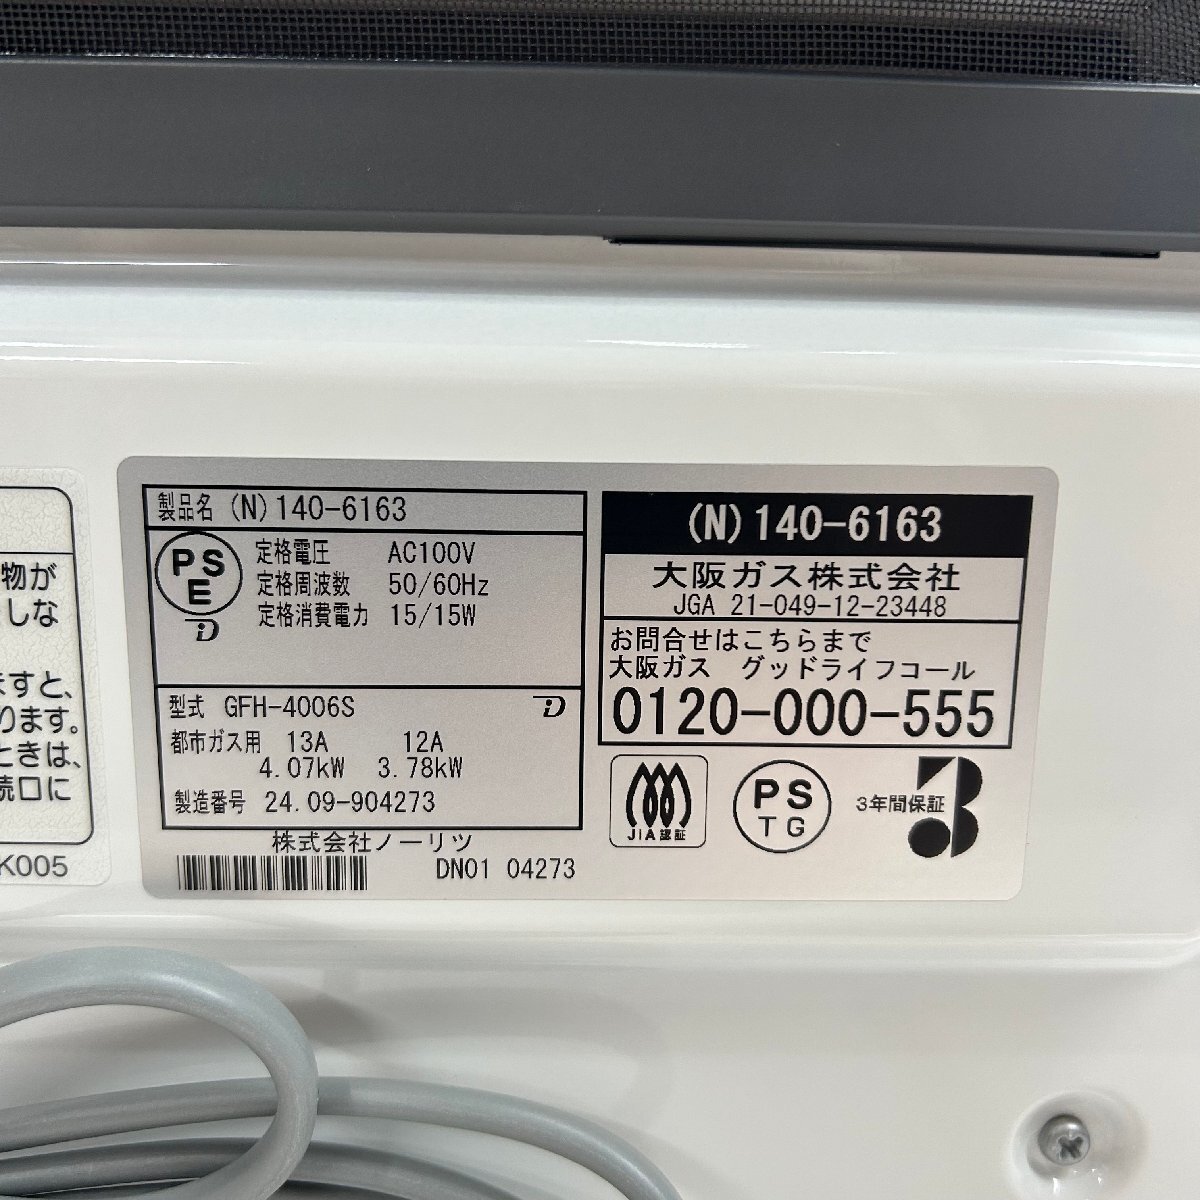 物が
しな
ますと、
ります。
ときは、
続口に
K005
製品名 (N)140-6163
PSE
定格電圧 AC100V
定格周波数 50/60Hz
定格消費電力 15/15W
型式 GFH-4006S
都市ガス用 13A 12A
4.07kW 3.78kW
製造番号 24.09-904273
株式会社ノーリツ
DN01 04273
(N)140-6163
大阪ガス株式会社
JGA 21-049-12-23448
お問合せはこちらまで
大阪ガス グッドライフコール
0120-000-555
JIA認証
PS
TG
3年間保証
3